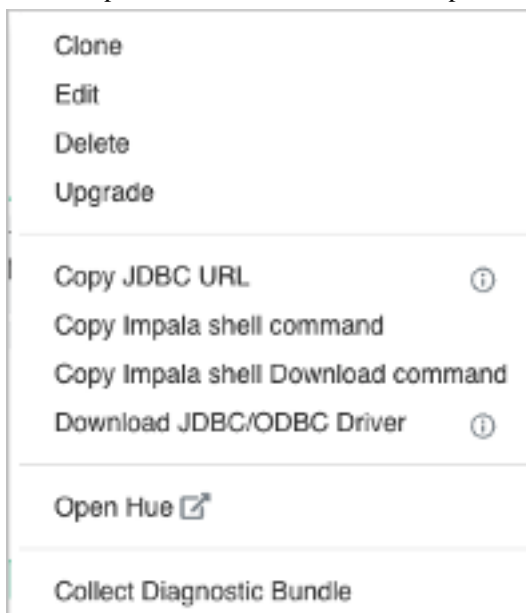 Clone
Edit
Delete
Upgrade
Copy JDBC URL
Copy Impala shell command
Copy Impala shell Download command
Download JDBC/ODBC Driver
Open Hue
Collect Diagnostic Bundle